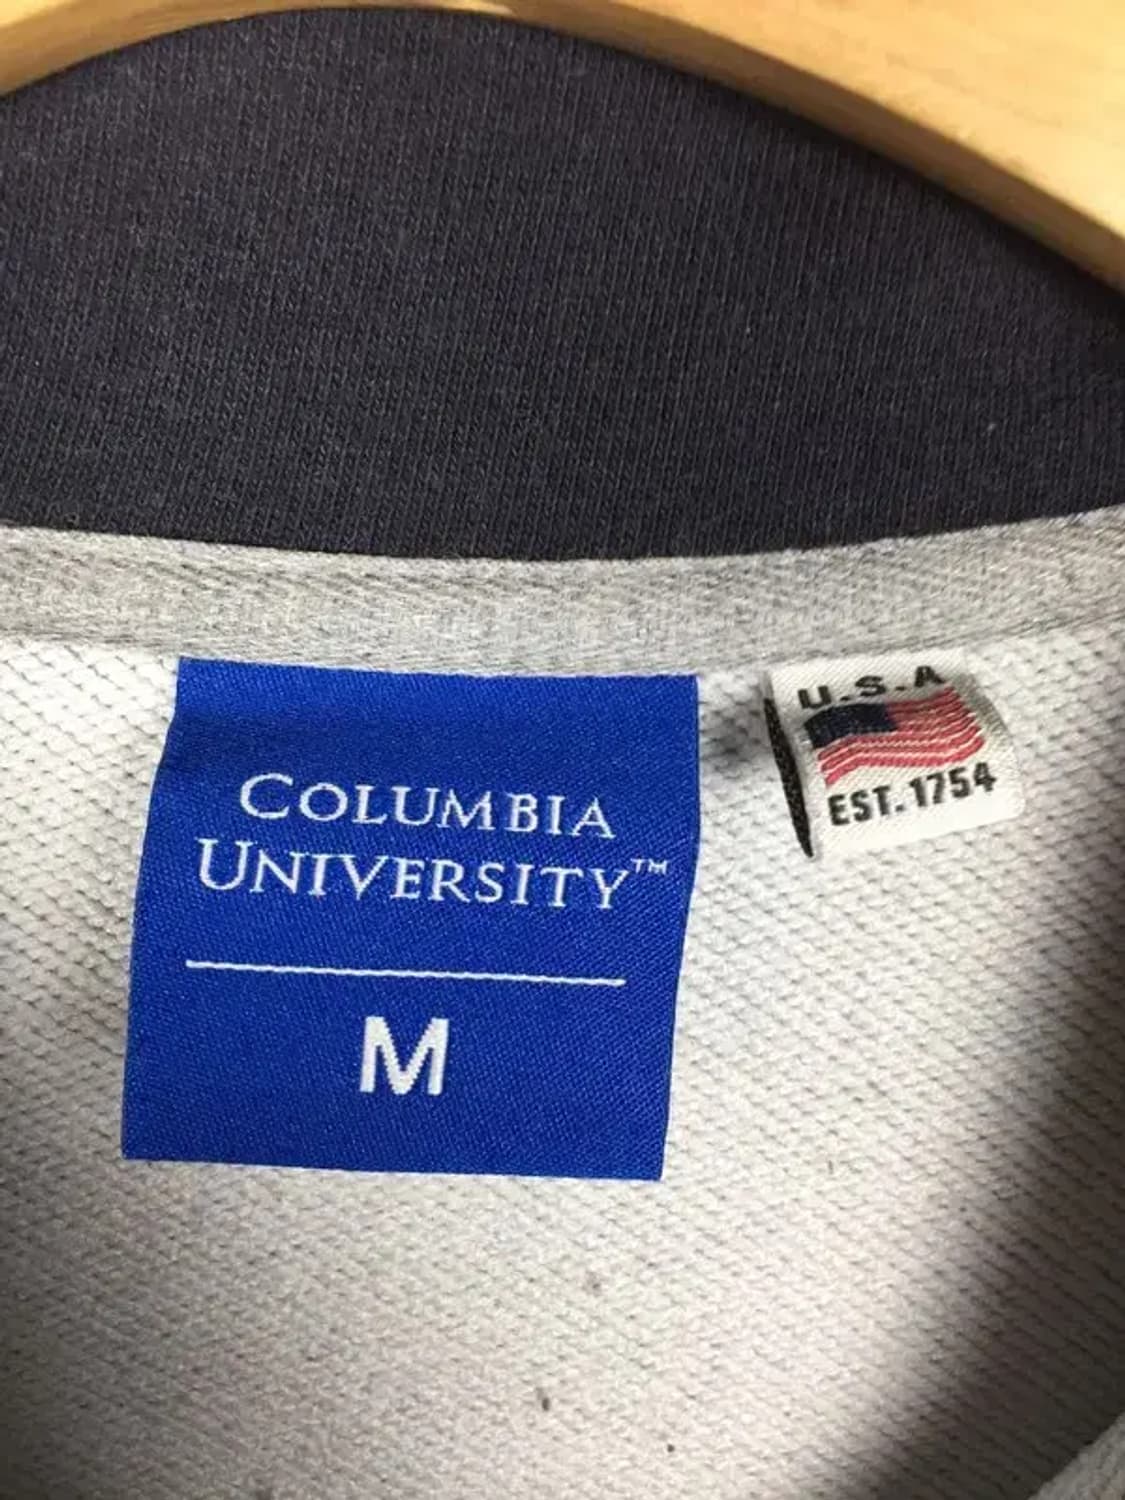 COLUMBIA
UNIVERSITY™
M
U.S.A
EST. 1754